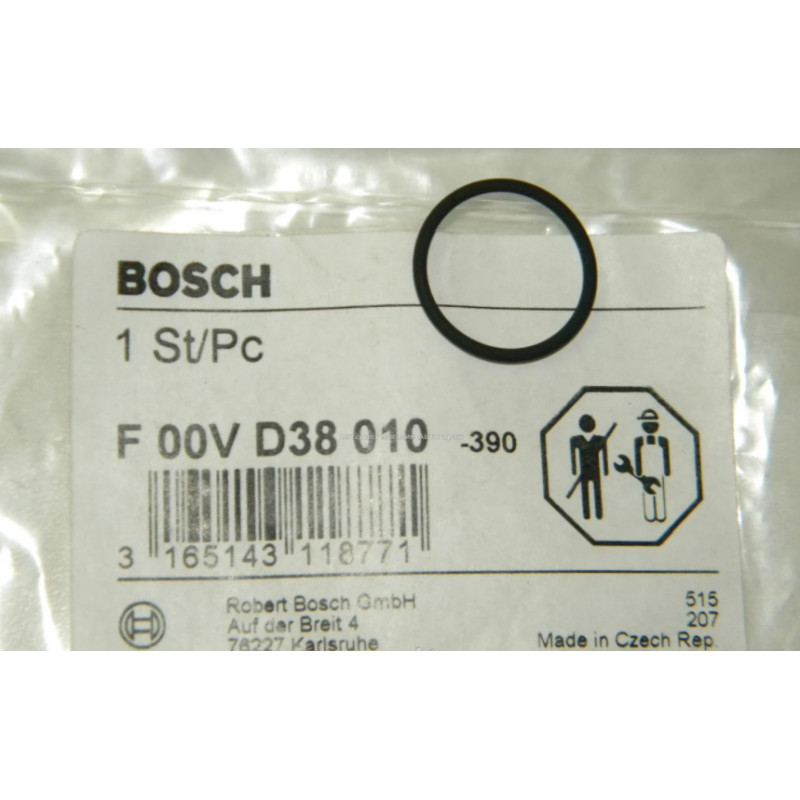 BOSCH
1 St/Pc
F 00V D38 010 -390
3 165143 118771
Robert Bosch GmbH 515
Auf der Breit 4 207
76227 Karlsruhe Made in Czech Rep.